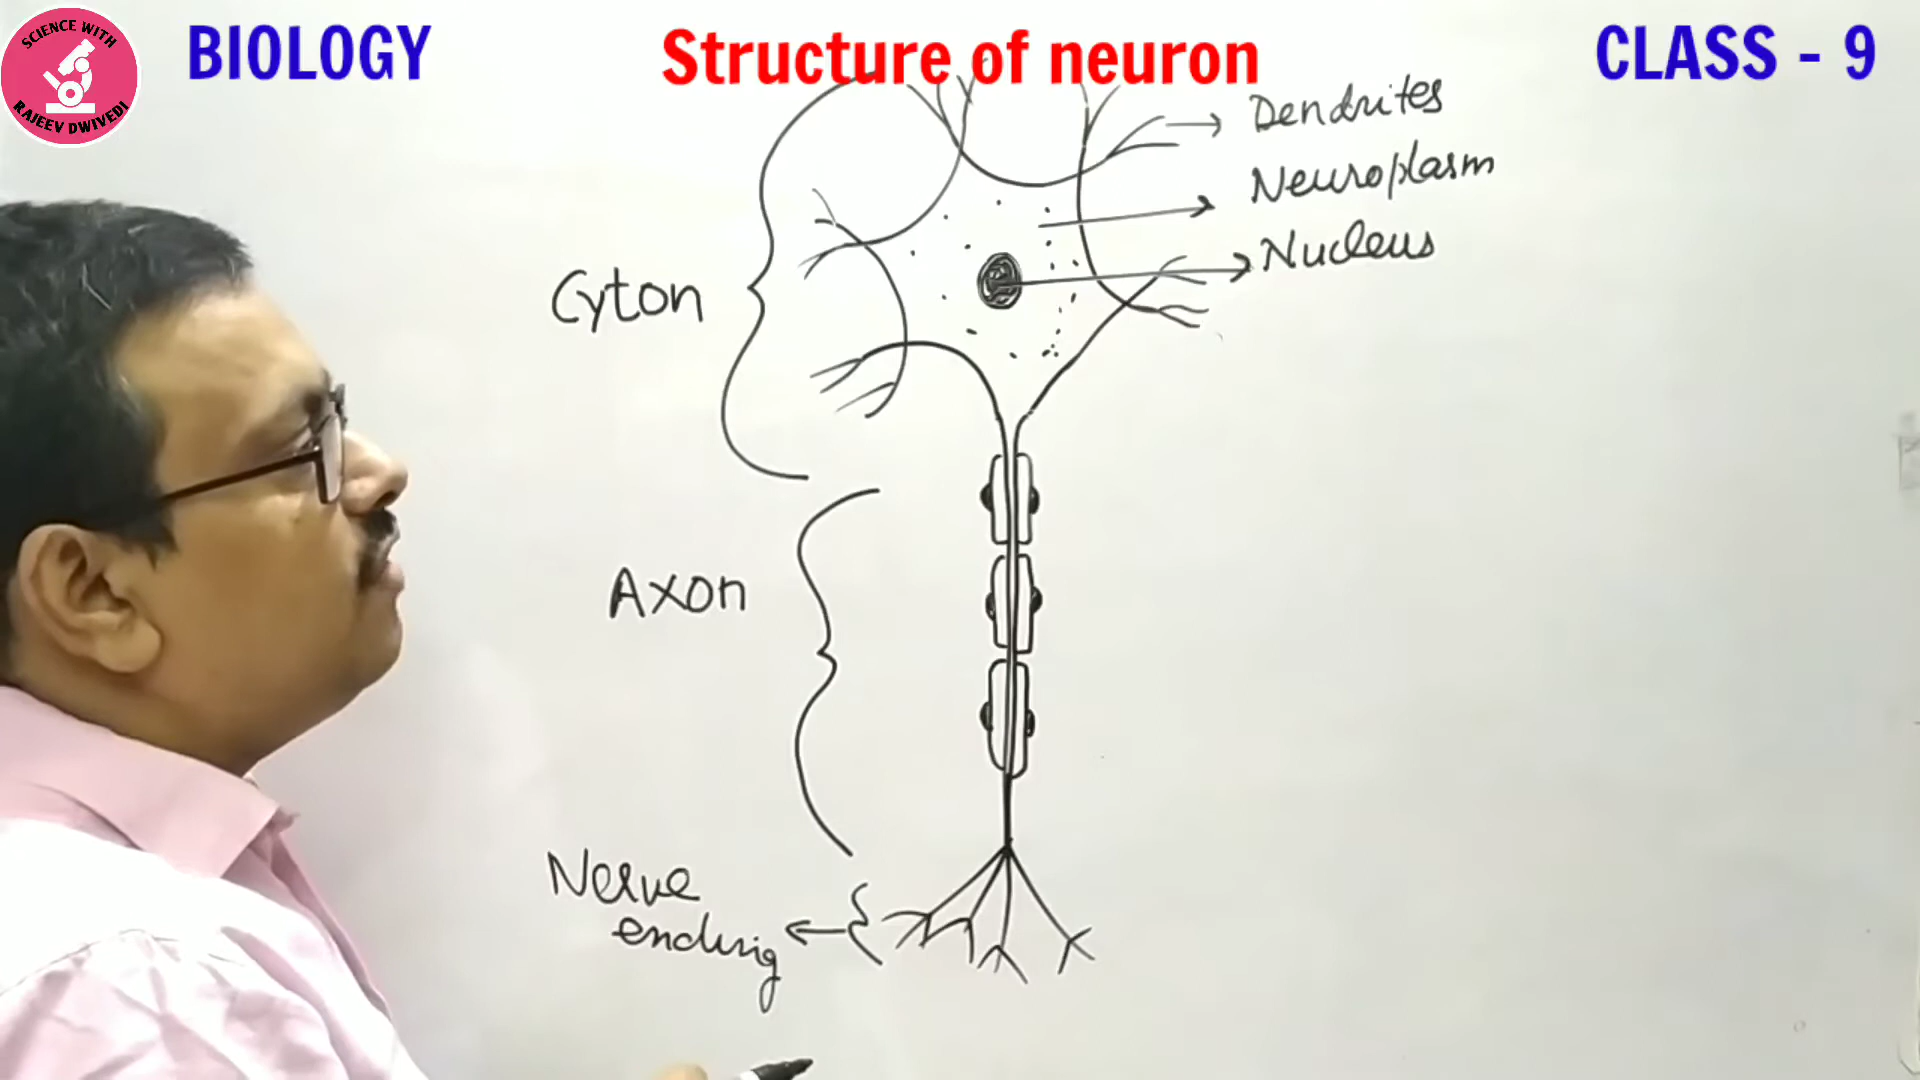 SCIENCE WITH
RAJEEV DWIVEDI
BIOLOGY
Structure of neuron
CLASS - 9
Dendrites
Neuroplasm
Nucleus
Cyton
Axon
Nerve
ending